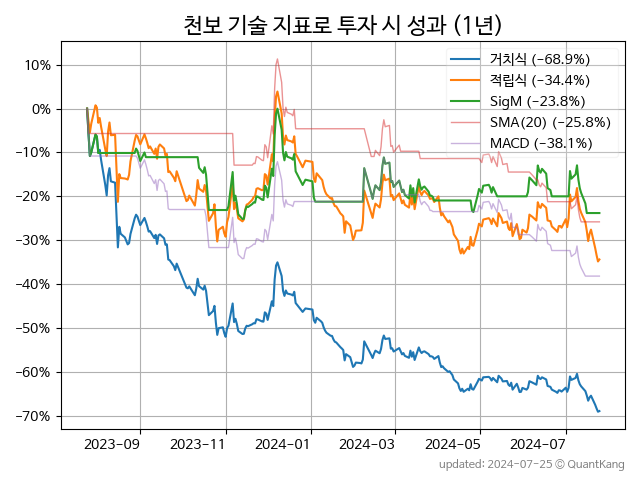 천보 기술 지표로 투자 시 성과 (1년)
거치식 (−68.9%)
적립식 (−34.4%)
SigM (−23.8%)
SMA(20) (−25.8%)
MACD (−38.1%)
10%
0%
−10%
−20%
−30%
−40%
−50%
−60%
−70%
2023-09 2023-11 2024-01 2024-03 2024-05 2024-07
updated: 2024-07-25 © QuantKang